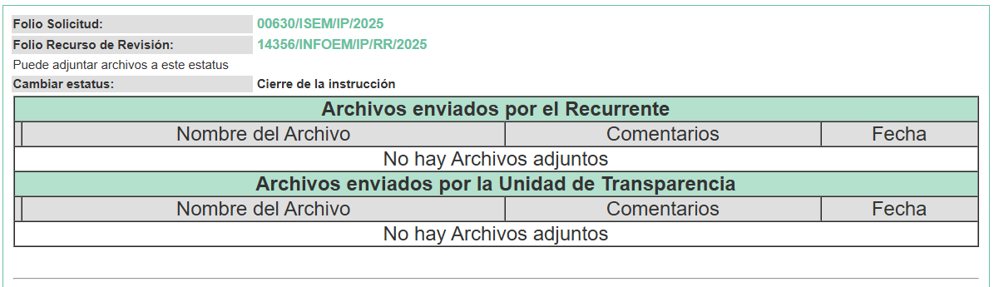 Folio Solicitud: 00630/ISEM/IP/2025
Folio Recurso de Revisión: 14356/INFOEM/IP/RR/2025
Puede adjuntar archivos a este estatus
Cambiar estatus: Cierre de la instrucción
Archivos enviados por el Recurrente
Nombre del Archivo Comentarios Fecha
No hay Archivos adjuntos
Archivos enviados por la Unidad de Transparencia
Nombre del Archivo Comentarios Fecha
No hay Archivos adjuntos